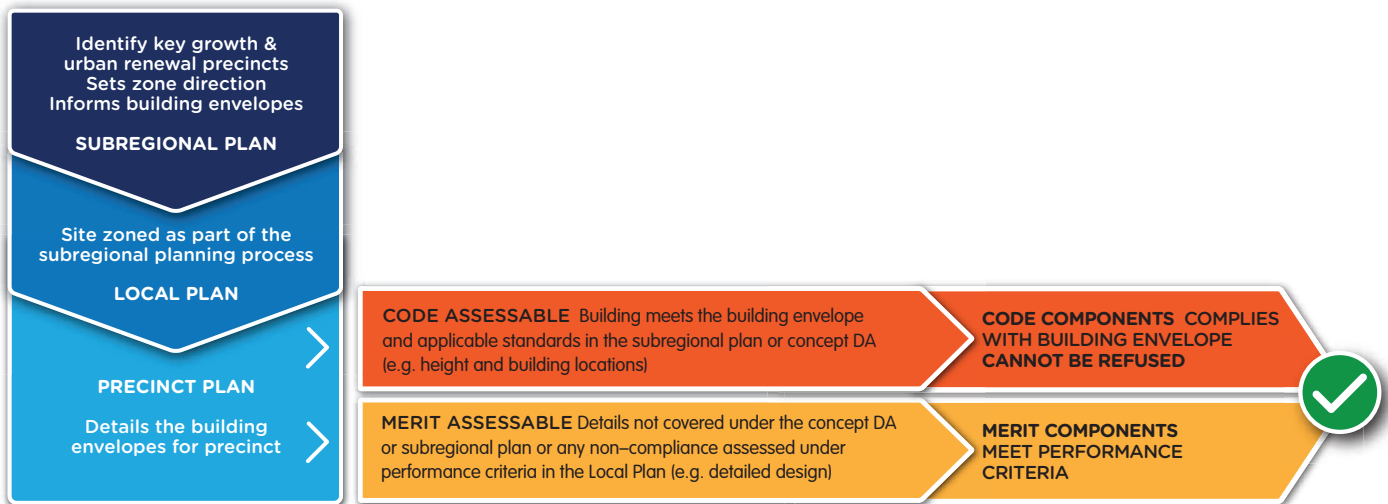 Identify key growth &
urban renewal precincts
Sets zone direction
Informs building envelopes
SUBREGIONAL PLAN
Site zoned as part of the
subregional planning process
LOCAL PLAN
PRECINCT PLAN
Details the building
envelopes for precinct
CODE ASSESSABLE Building meets the building envelope
and applicable standards in the subregional plan or concept DA
(e.g. height and building locations)
CODE COMPONENTS COMPLIES
WITH BUILDING ENVELOPE
CANNOT BE REFUSED
MERIT ASSESSABLE Details not covered under the concept DA
or subregional plan or any non–compliance assessed under
performance criteria in the Local Plan (e.g. detailed design)
MERIT COMPONENTS
MEET PERFORMANCE
CRITERIA